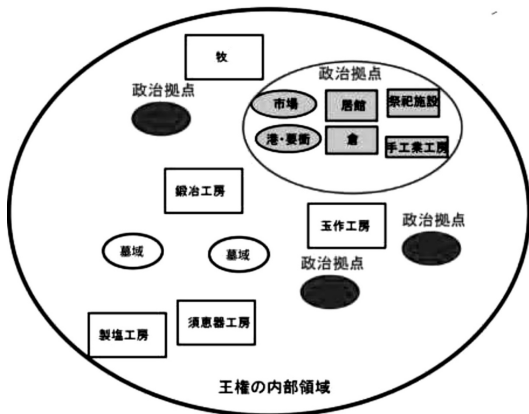 牧
政治拠点
政治拠点
市場
居館
祭祀施設
港・要衝
倉
手工業工房
鍛冶工房
玉作工房
政治拠点
墓域
墓域
政治拠点
須恵器工房
製塩工房
王権の内部領域